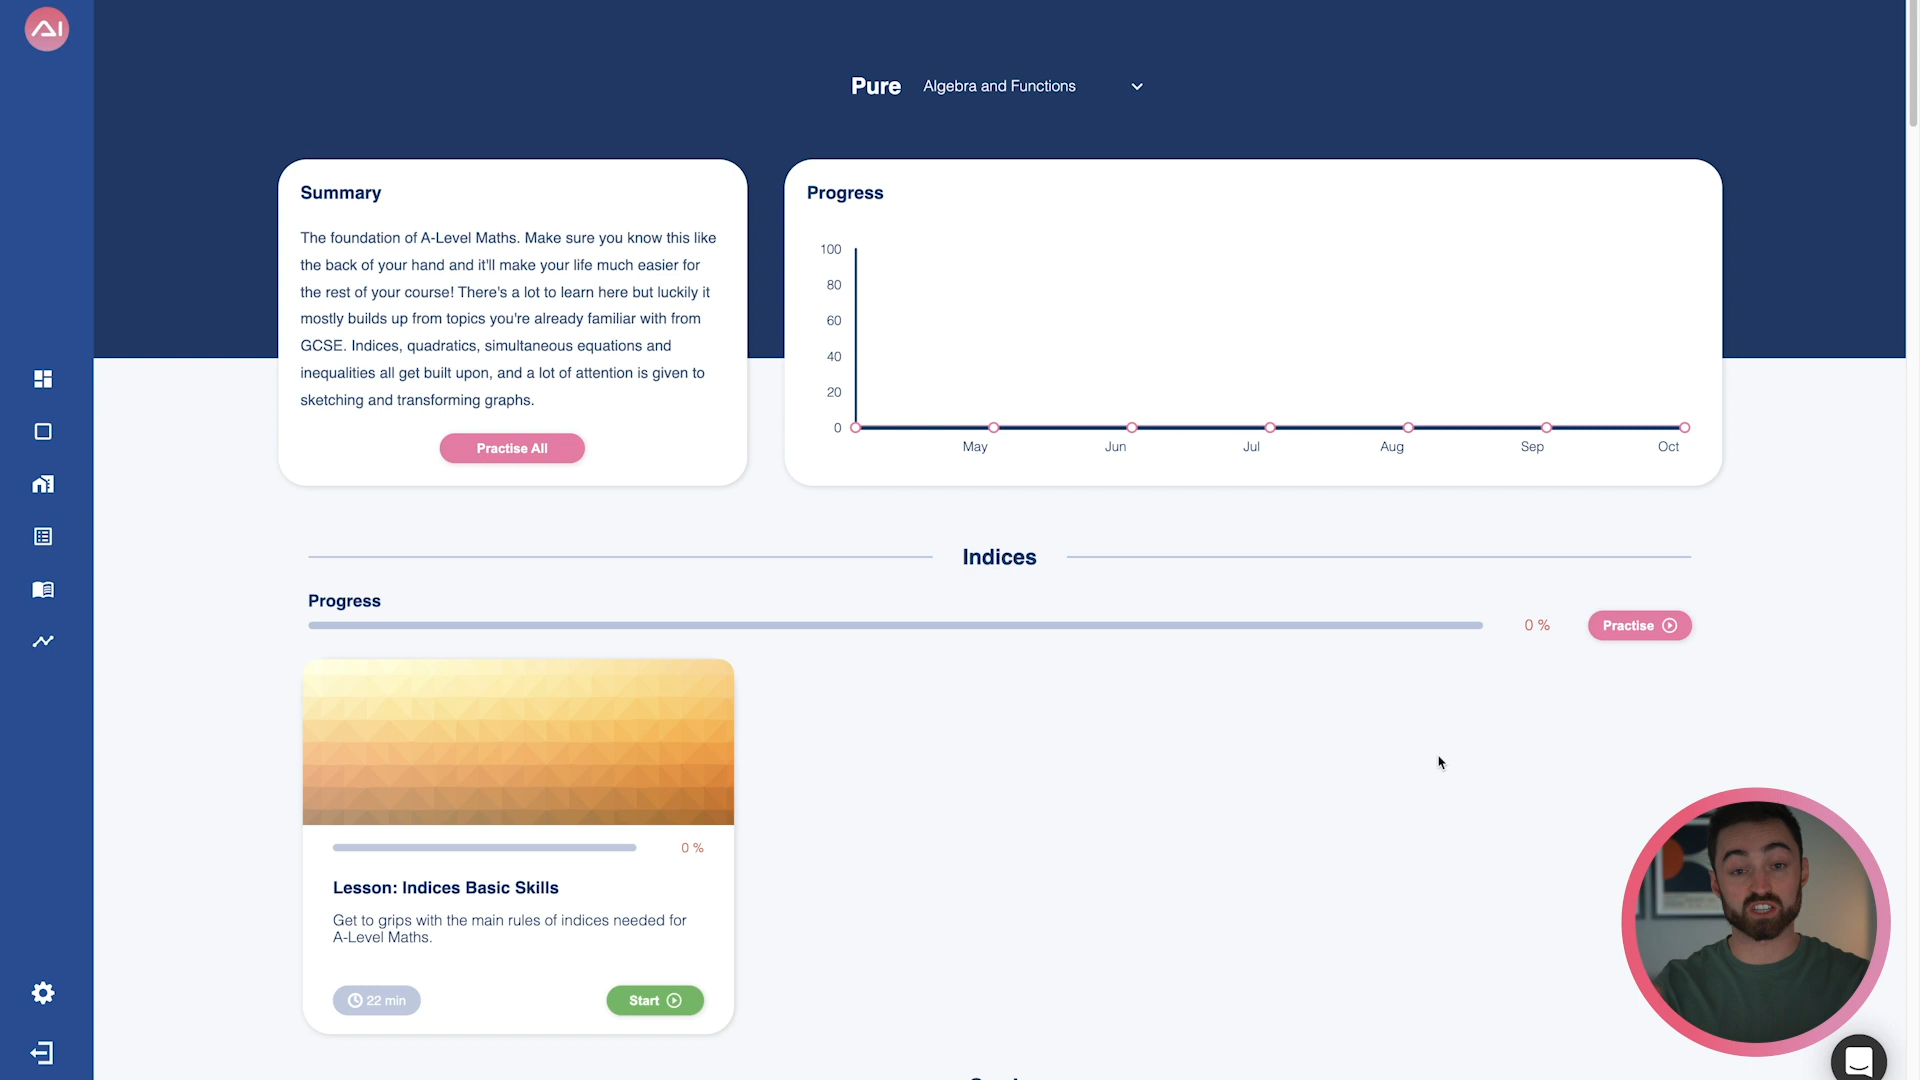 AI
Pure Algebra and Functions
Summary
The foundation of A-Level Maths. Make sure you know this like
the back of your hand and it'll make your life much easier for
the rest of your course! There's a lot to learn here but luckily it
mostly builds up from topics you're already familiar with from
GCSE. Indices, quadratics, simultaneous equations and
inequalities all get built upon, and a lot of attention is given to
sketching and transforming graphs.
Practise All
Progress
100
80
60
40
20
0
May Jun Jul Aug Sep Oct
Indices
Progress
0 %
Practise
0 %
Lesson: Indices Basic Skills
Get to grips with the main rules of indices needed for
A-Level Maths.
22 min
Start